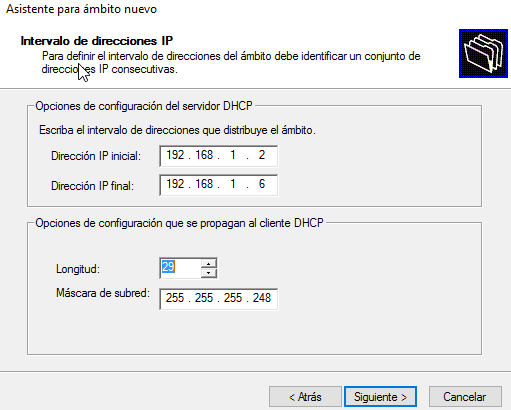 Asistente para ámbito nuevo
Intervalo de direcciones IP
Para definir el intervalo de direcciones del ámbito debe identificar un conjunto de
direcciones IP consecutivas.
Opciones de configuración del servidor DHCP
Escriba el intervalo de direcciones que distribuye el ámbito.
Dirección IP inicial: 192 . 168 . 1 . 2
Dirección IP final: 192 . 168 . 1 . 6
Opciones de configuración que se propagan al cliente DHCP
Longitud: 29
Máscara de subred: 255 . 255 . 255 . 248
< Atrás Siguiente > Cancelar